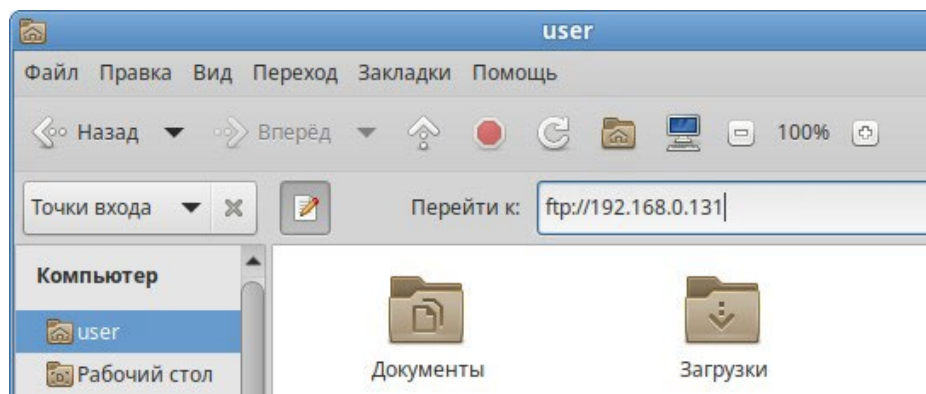 user
Файл Правка Вид Переход Закладки Помощь
Назад Вперёд 100%
Точки входа Перейти к: ftp://192.168.0.131
Компьютер
user
Рабочий стол
Документы Загрузки